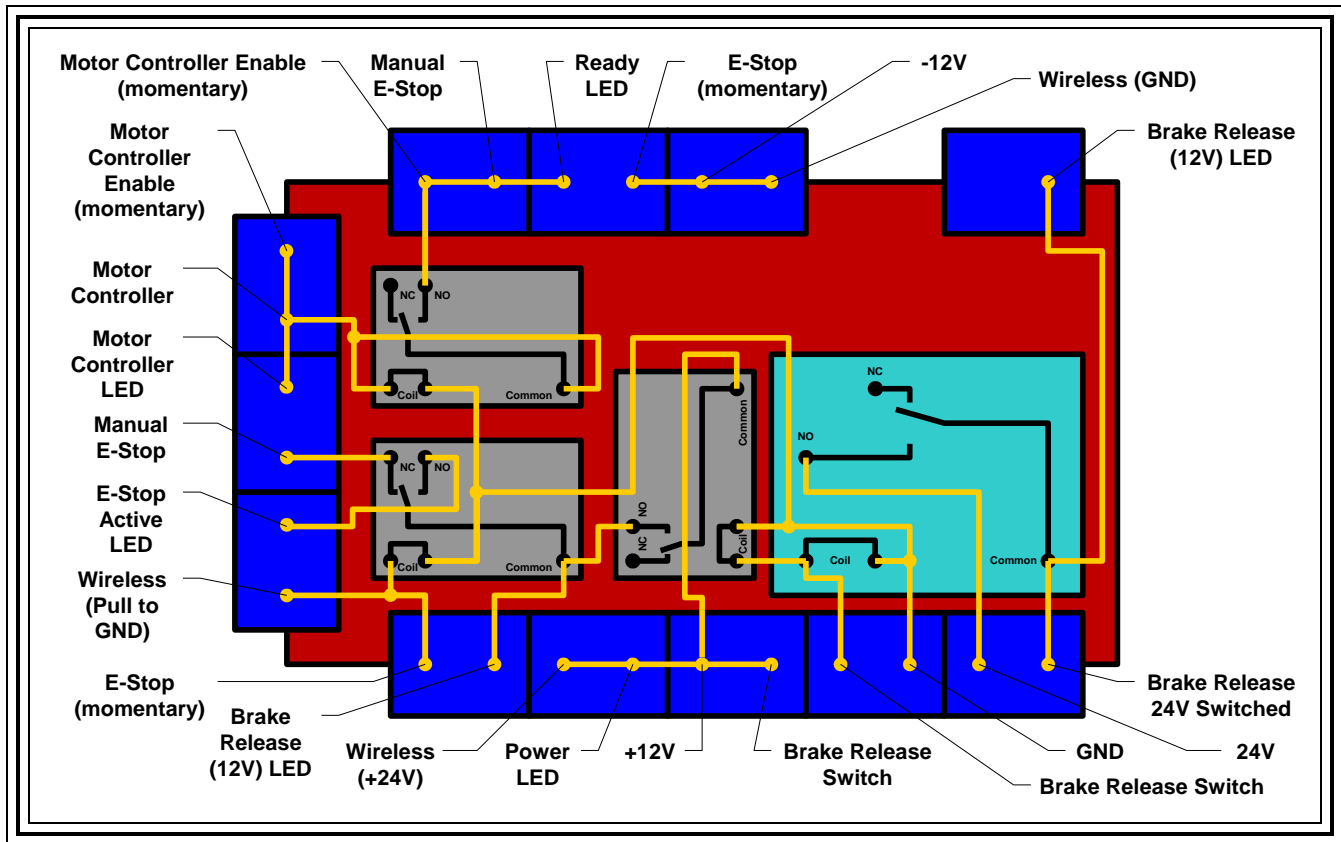 Motor Controller Enable
(momentary)
Manual
E-Stop
Ready
LED
E-Stop
(momentary)
-12V
Wireless (GND)
Motor
Controller
Enable
(momentary)
Brake Release
(12V) LED
Motor
Controller
Motor
Controller
LED
Manual
E-Stop
E-Stop
Active
LED
Wireless
(Pull to
GND)
E-Stop
(momentary)
NC
NO
Coil
Common
NC
NO
Coil
Common
Common
NO
NC
Coil
NC
NO
Coil
Common
Brake
Release
(12V) LED
Wireless
(+24V)
Power
LED
+12V
Brake Release
Switch
Brake Release Switch
GND
24V
Brake Release
24V Switched